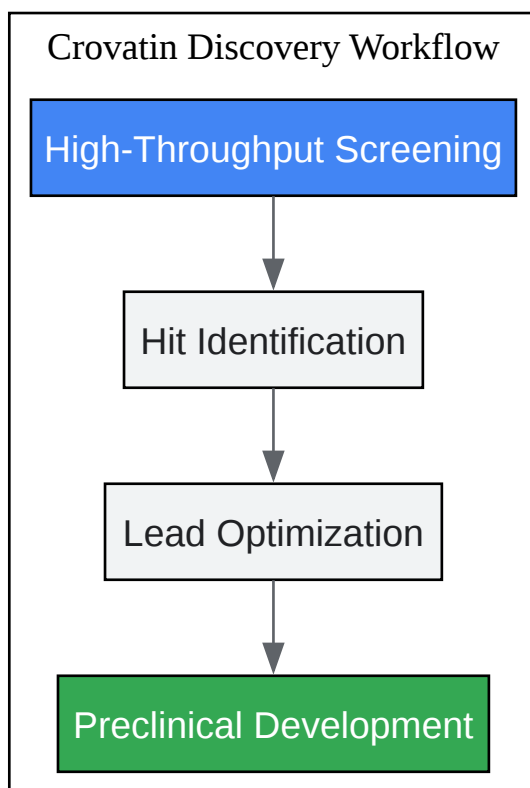 Crovatin Discovery Workflow
High-Throughput Screening
Hit Identification
Lead Optimization
Preclinical Development